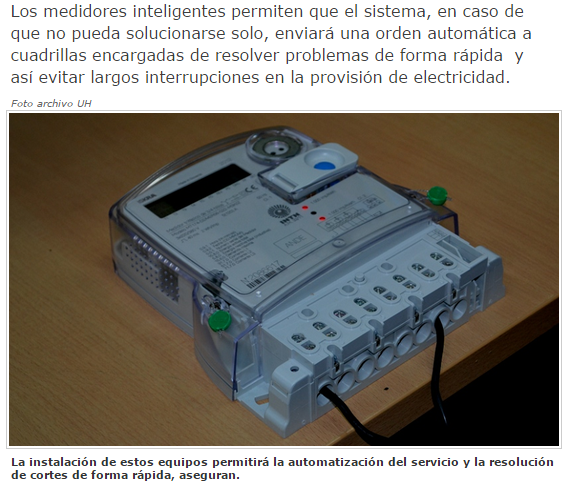 Los medidores inteligentes permiten que el sistema, en caso de
que no pueda solucionarse solo, enviará una orden automática a
cuadrillas encargadas de resolver problemas de forma rápida y
así evitar largos interrupciones en la provisión de electricidad.
Foto archivo UH
INTN
ANDE
La instalación de estos equipos permitirá la automatización del servicio y la resolución
de cortes de forma rápida, aseguran.